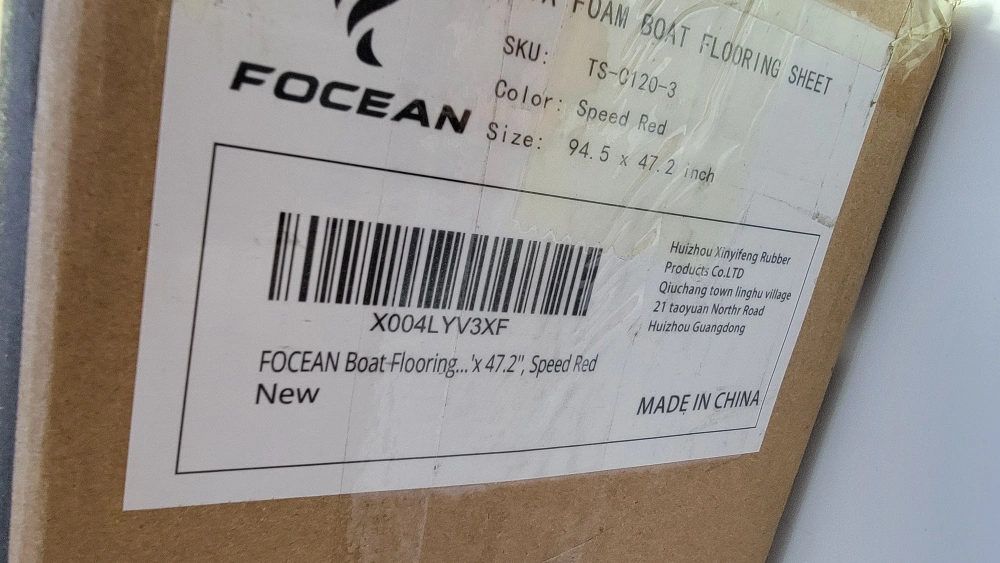 FOAM BOAT FLOORING SHEET
SKU: TS-C120-3
Color: Speed Red
Size: 94.5 x 47.2 inch
FOCEAN
X004LYV3XF
FOCEAN Boat Flooring...'x 47.2", Speed Red
New
Huizhou Xinyifeng Rubber
Products Co.LTD
Qiuchang town linghu village
21 taoyuan Northr Road
Huizhou Guangdong
MADE IN CHINA